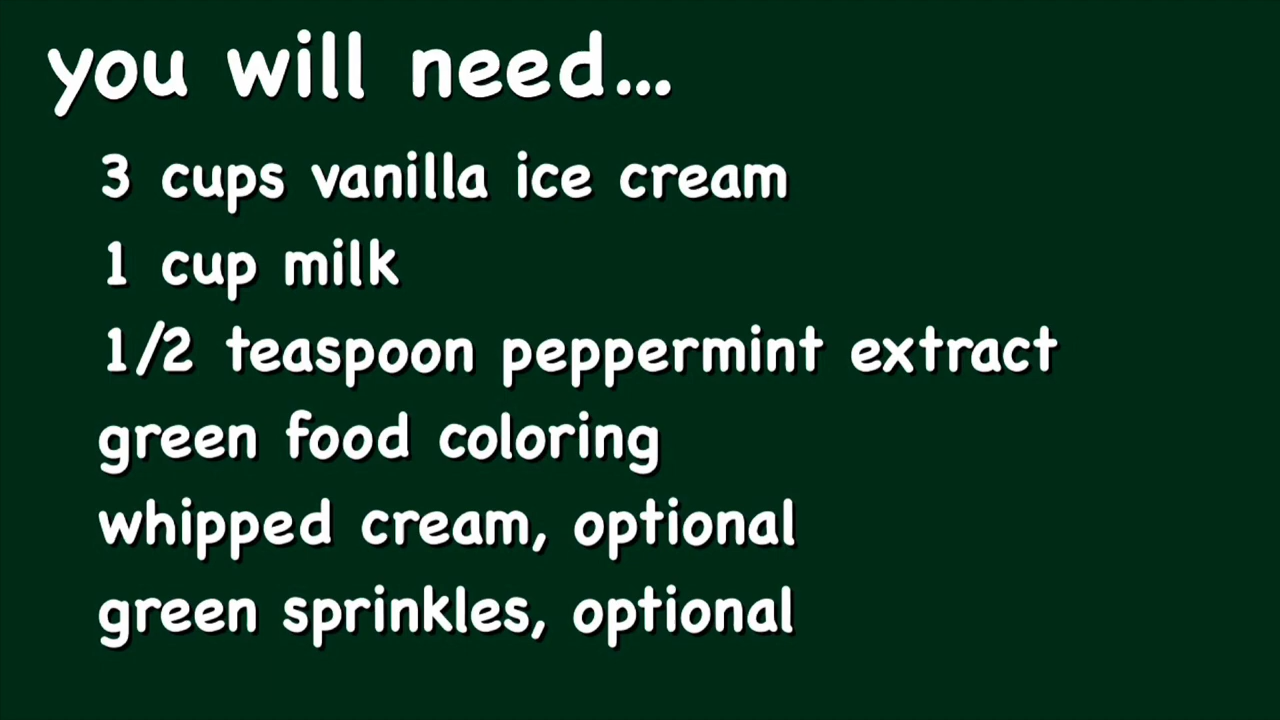 you will need...
3 cups vanilla ice cream
1 cup milk
1/2 teaspoon peppermint extract
green food coloring
whipped cream, optional
green sprinkles, optional